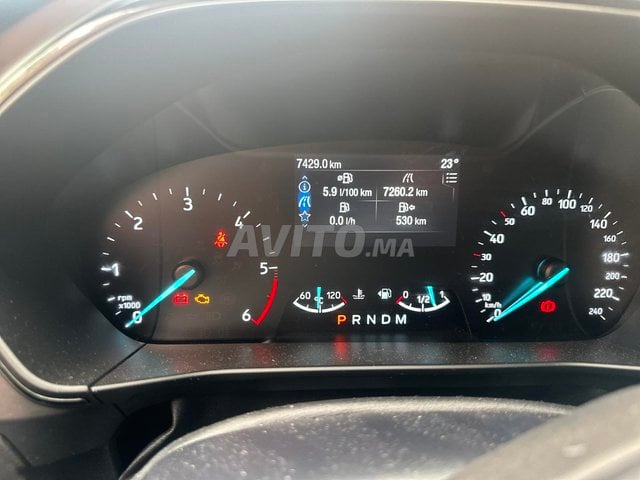 7429.0 km 23°
5.9 l/100 km 7260.2 km
0.0 l/h 530 km
AVITO.MA
0 1 2 3 4 5 6
rpm
x1000
60 °C 120
0 1/2 1
P R N D M
0 10 20 30 40 50 60 80 100 120 140 160 180 200 220 240
km/h